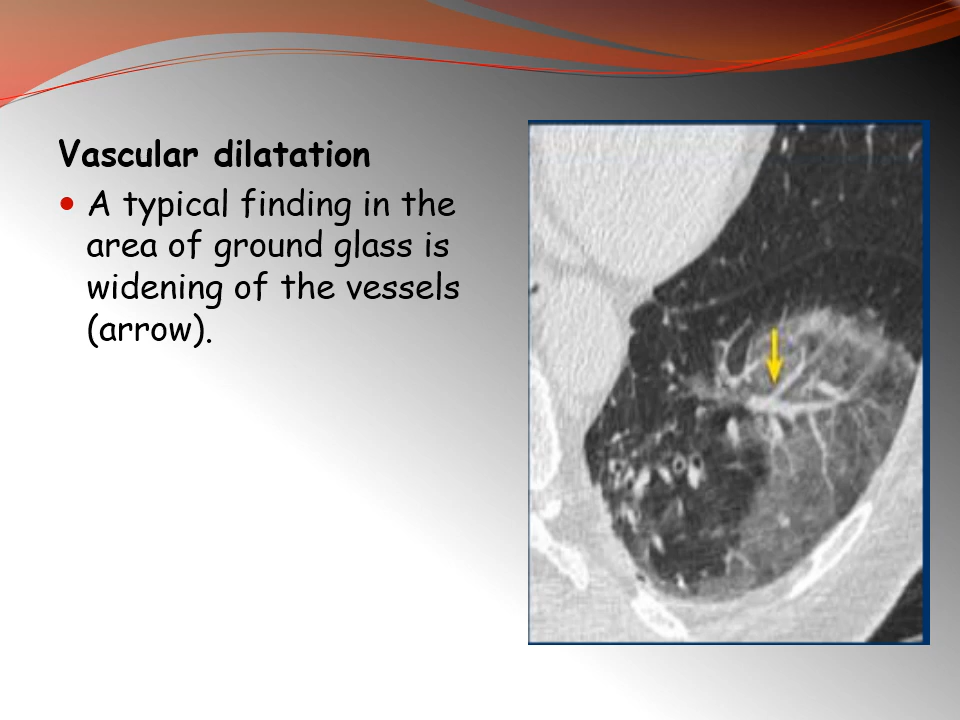 Vascular dilatation
A typical finding in the
area of ground glass is
widening of the vessels
(arrow).